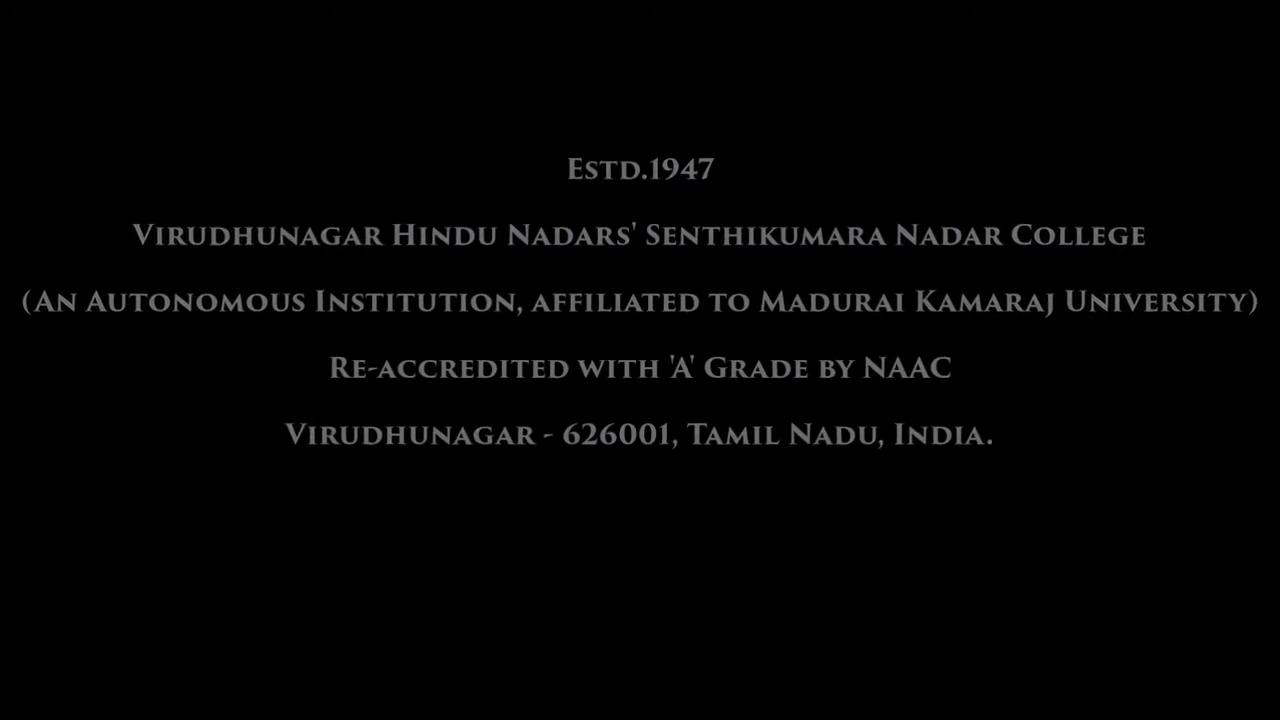 Estd.1947
Virudhunagar Hindu Nadars' Senthikumara Nadar College
(An Autonomous Institution, affiliated to Madurai Kamaraj University)
Re-accredited with 'A' Grade by NAAC
Virudhunagar - 626001, Tamil Nadu, India.